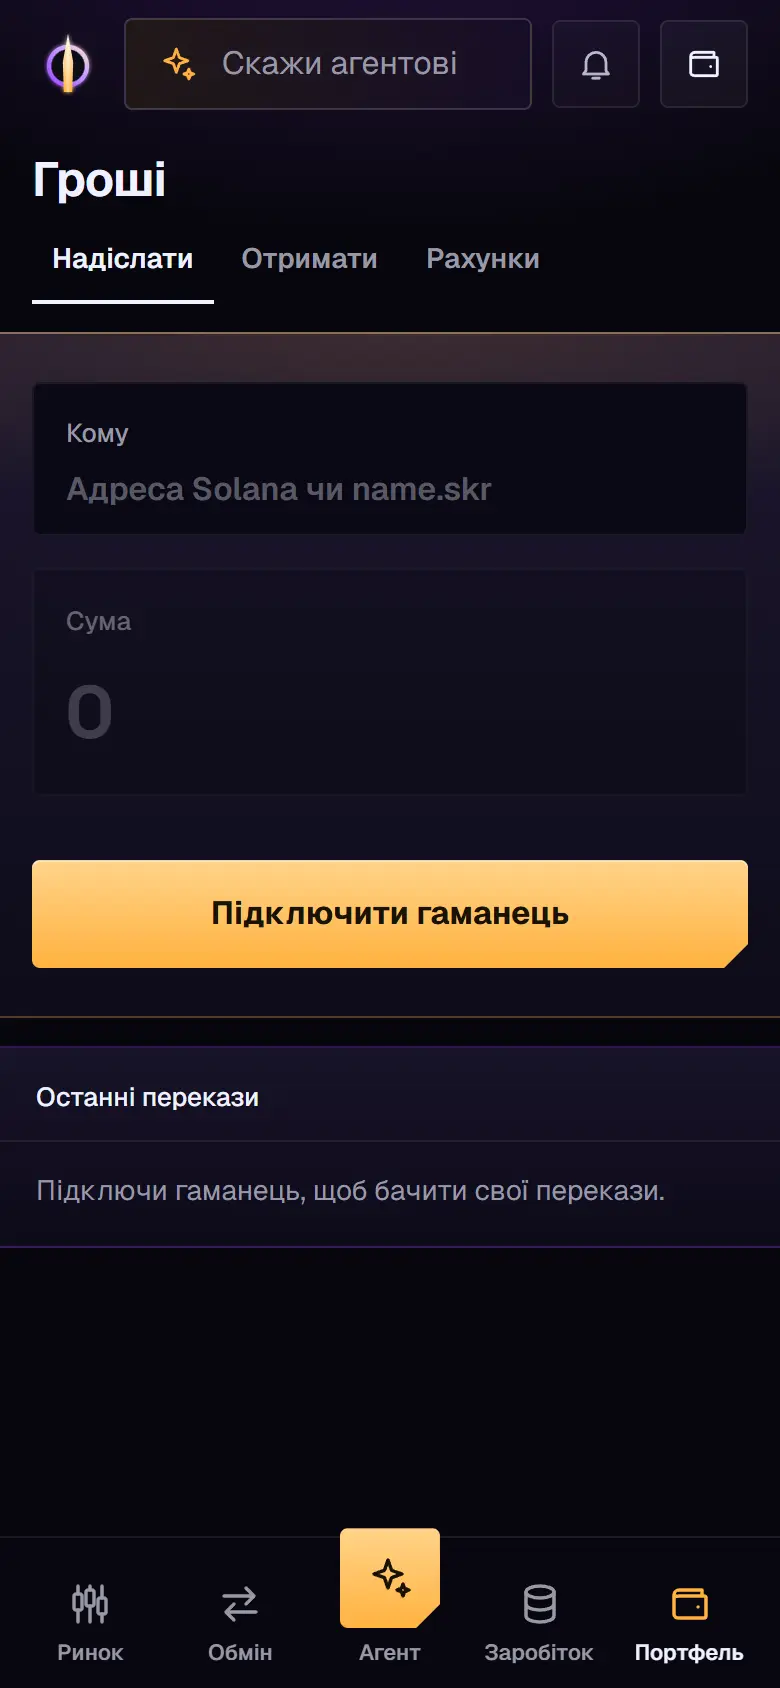 Скажи агентові
Гроші
Надіслати
Отримати
Рахунки
Кому
Адреса Solana чи name.skr
Сума
0
Підключити гаманець
Останні перекази
Підключи гаманець, щоб бачити свої перекази.
Ринок
Обмін
Агент
Заробіток
Портфель